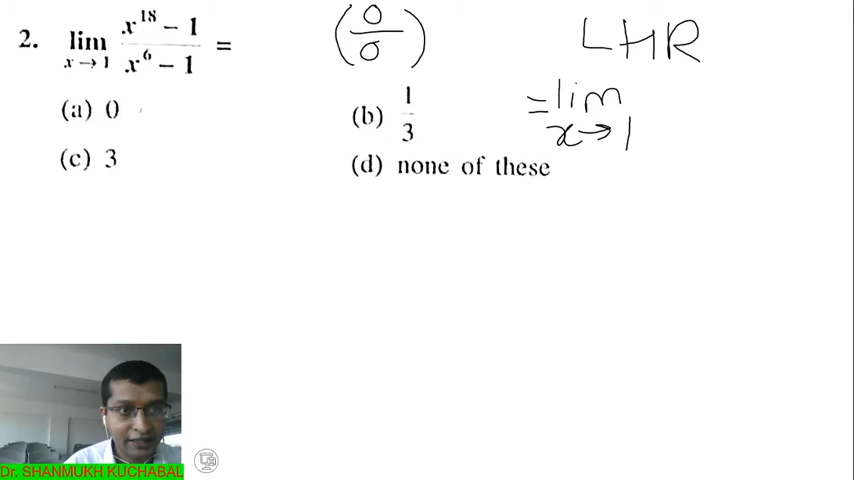 2. lim x→1 x^18 − 1 / x^6 − 1 =
(0/0)
LHR
(a) 0
(b) 1/3
= lim x→1
(c) 3
(d) none of these
Dr. SHANMUKH KUCHABAL